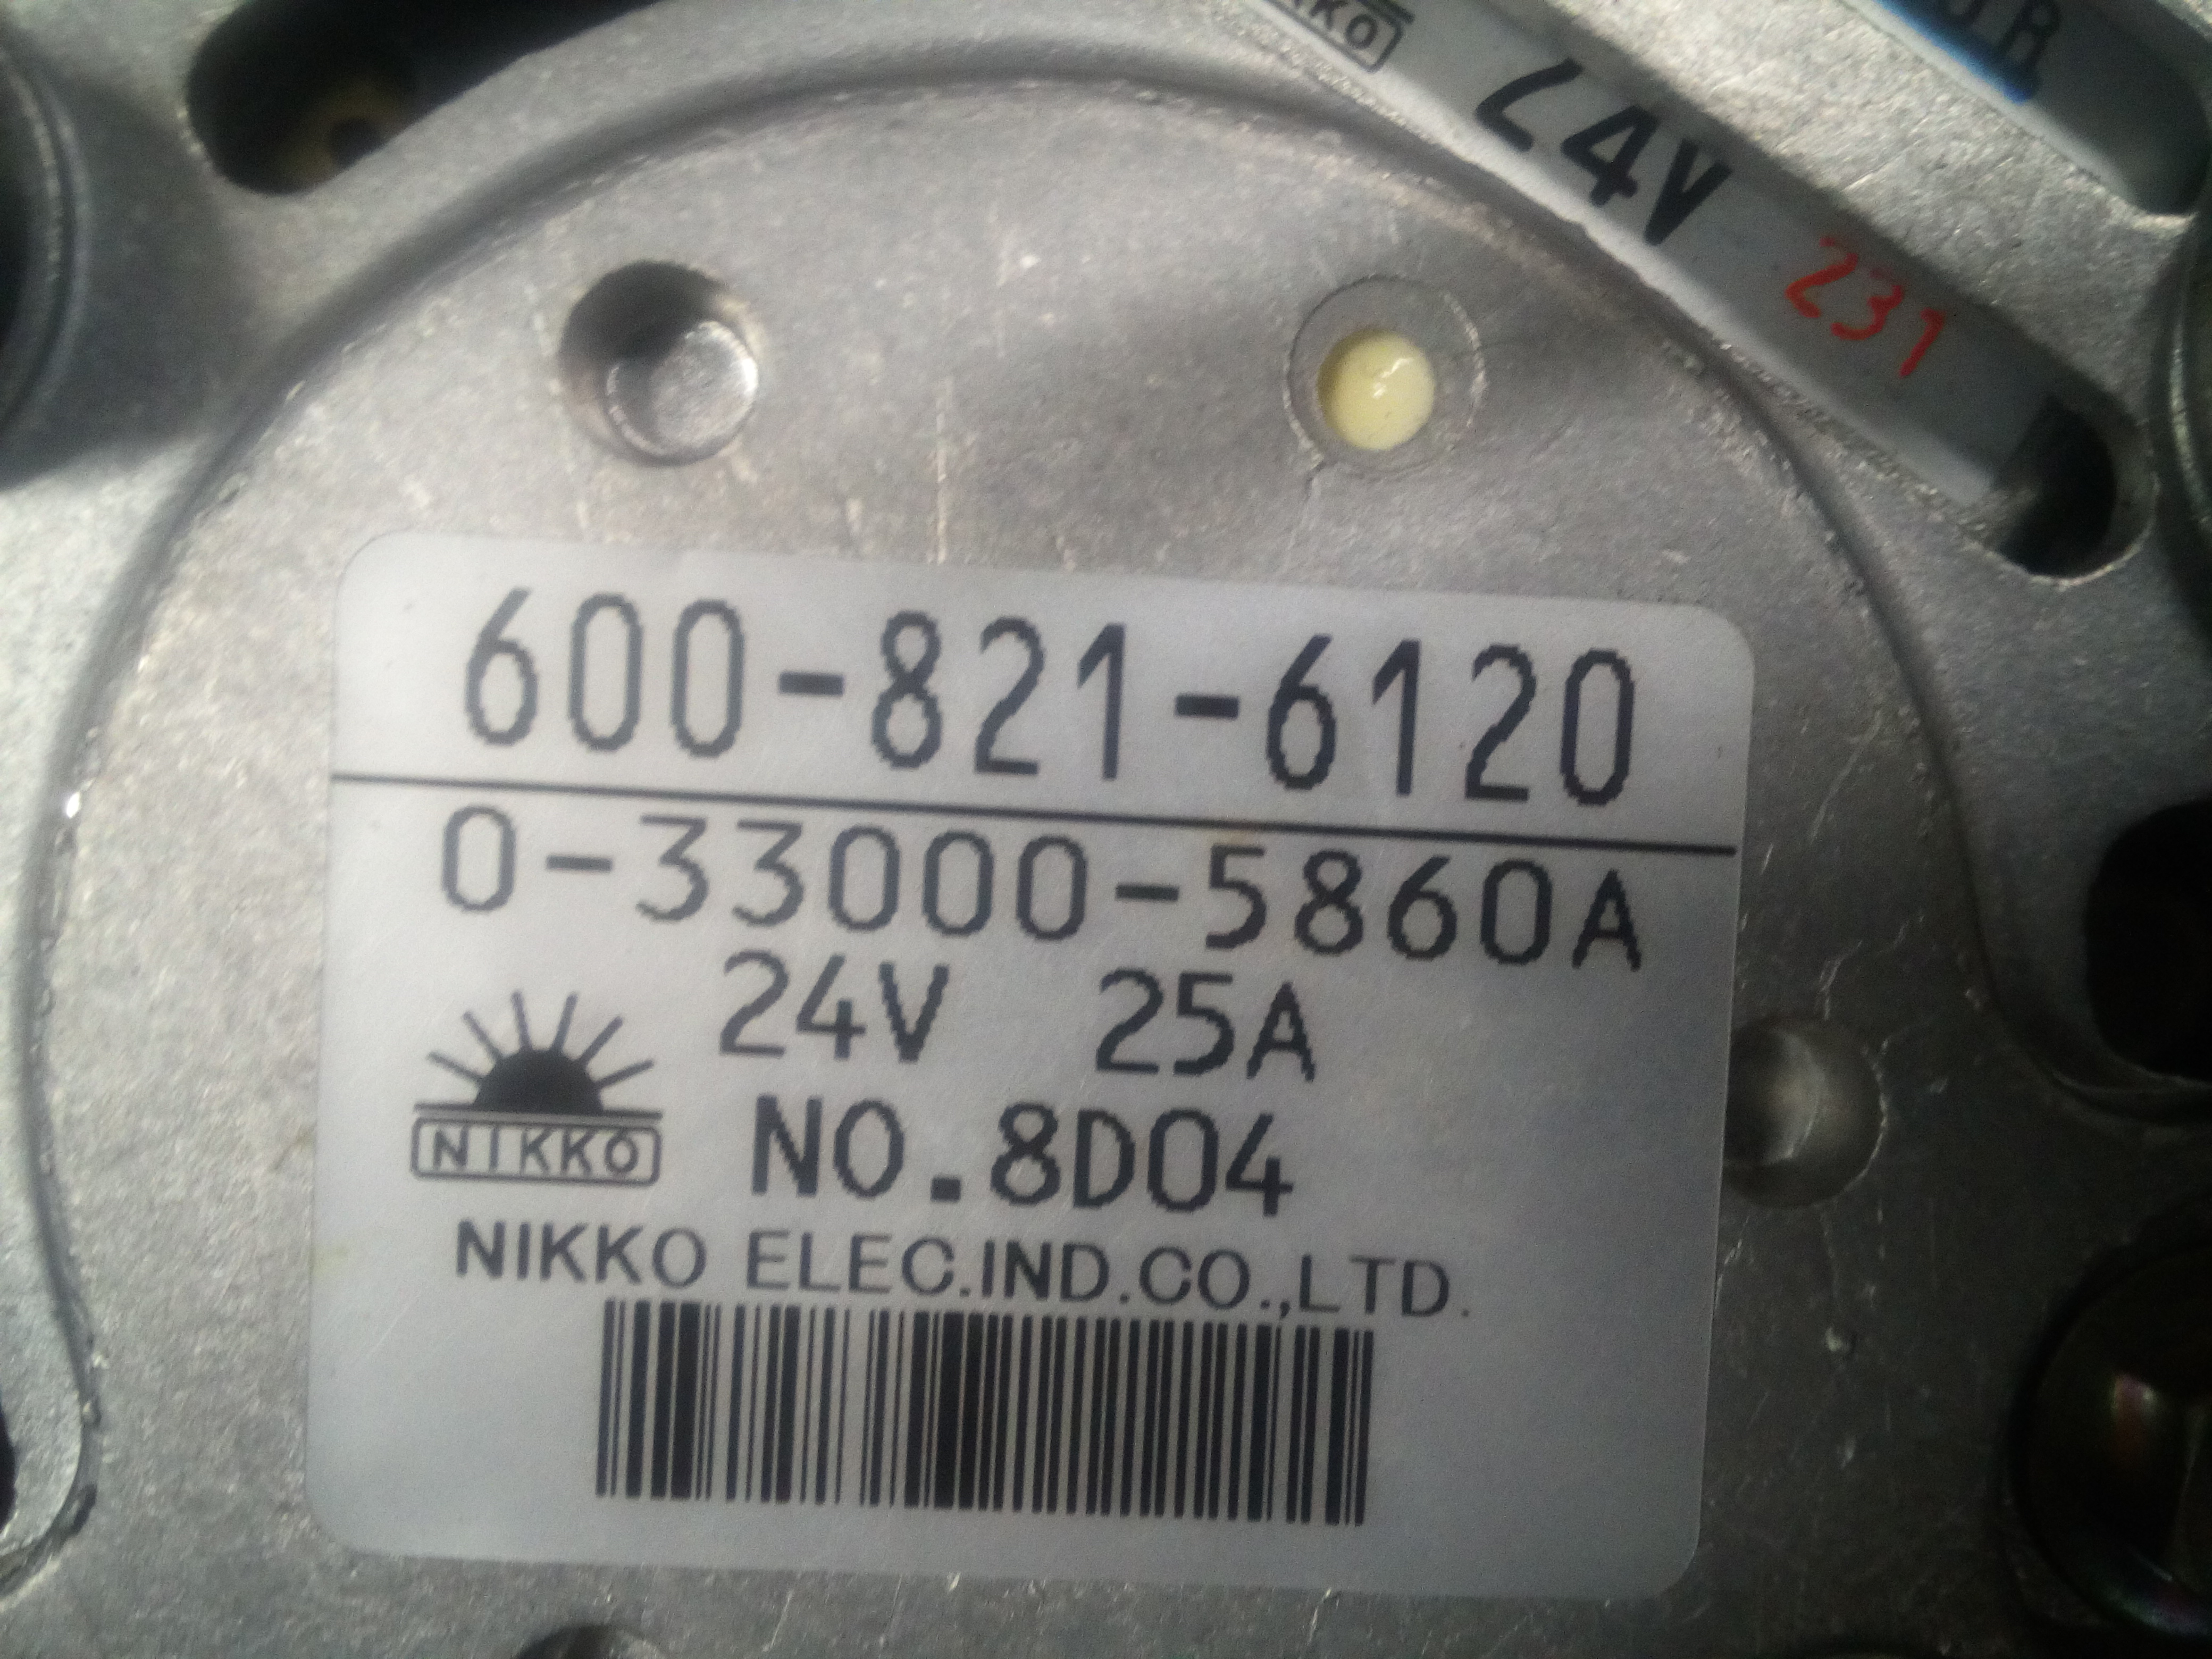 24V
231
600-821-6120
0-33000-5860A
24V 25A
NIKKO
NO.8D04
NIKKO ELEC.IND.CO.,LTD.